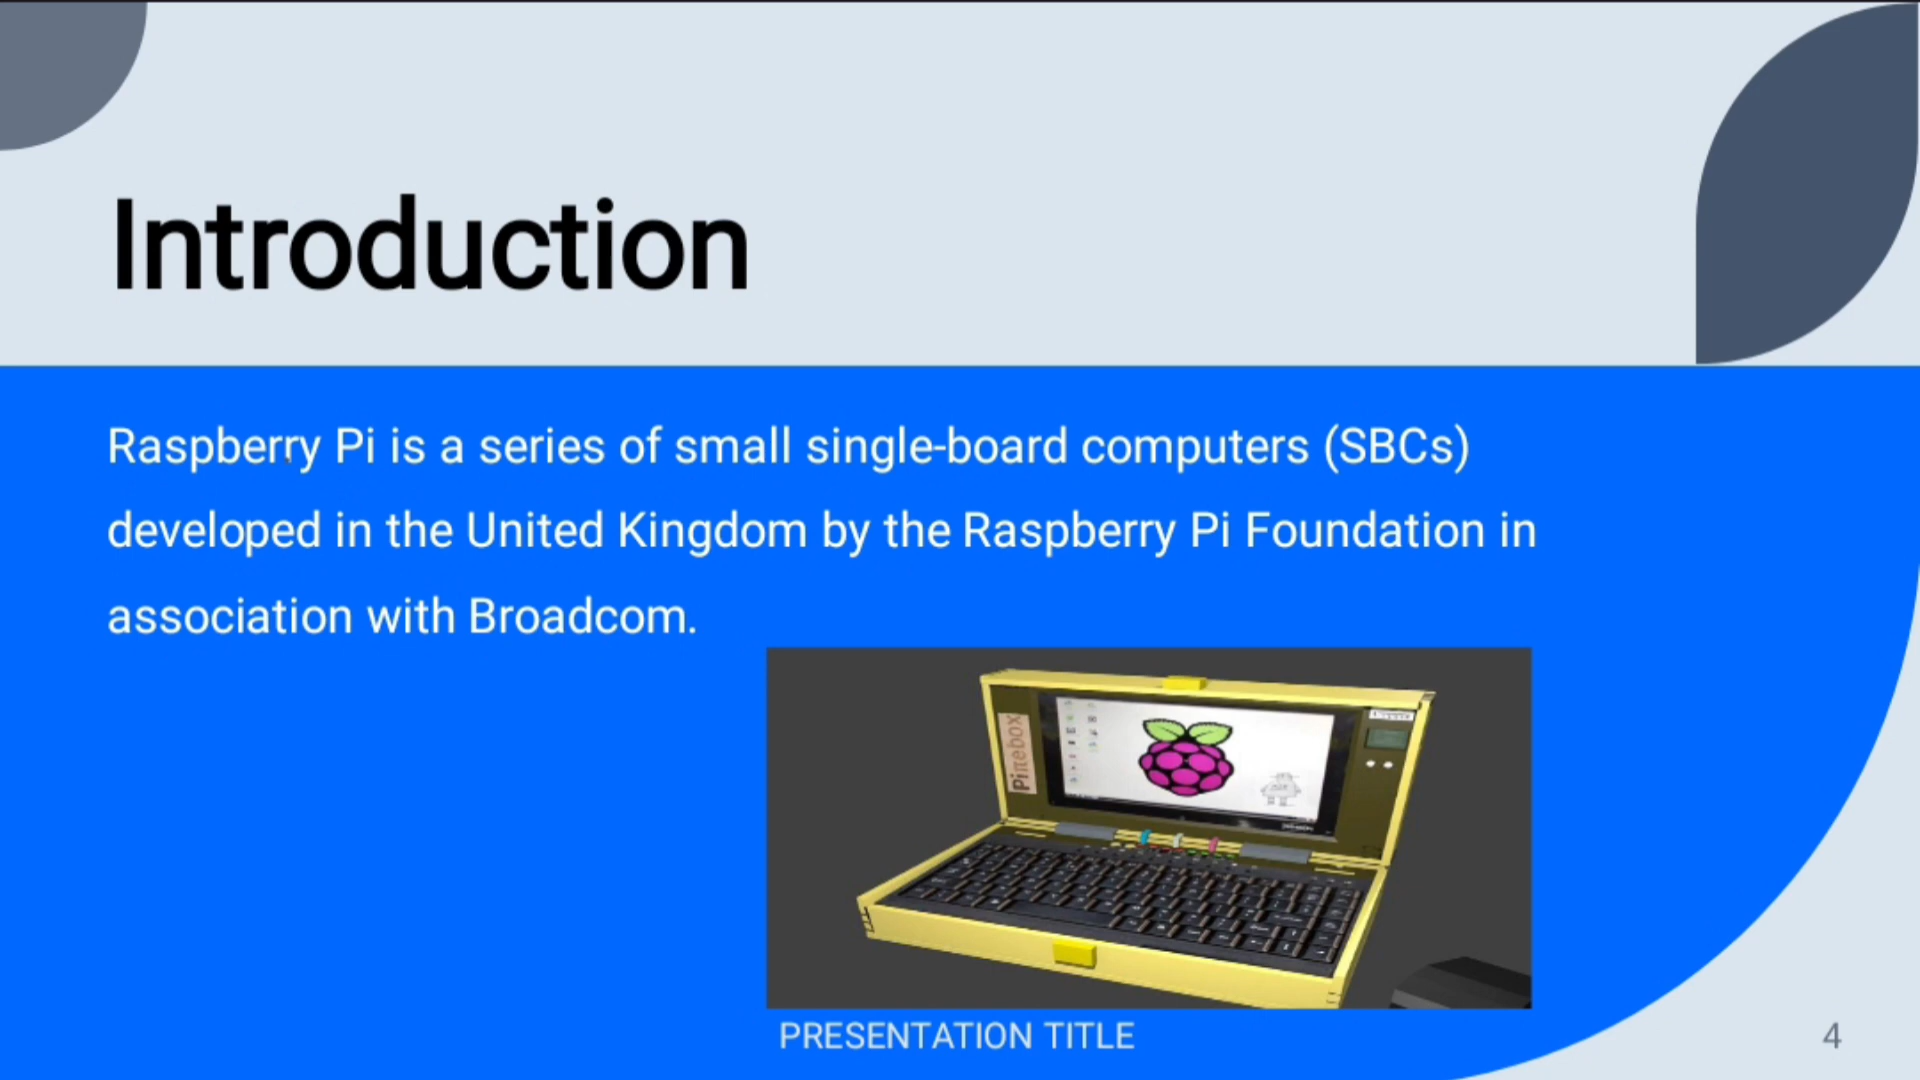 Introduction
Raspberry Pi is a series of small single-board computers (SBCs)
developed in the United Kingdom by the Raspberry Pi Foundation in
association with Broadcom.
Pi
PRESENTATION TITLE
4